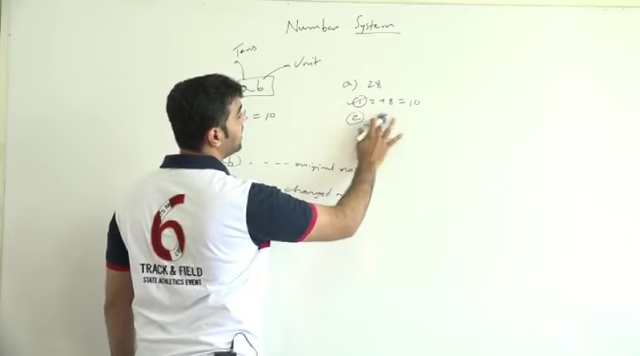 Number System
Tens
Unit
ab
= 10
b) - - - - original no
changed
a) 28
① 2+8=10
②
6
TRACK & FIELD
STATE ATHLETICS EVENT